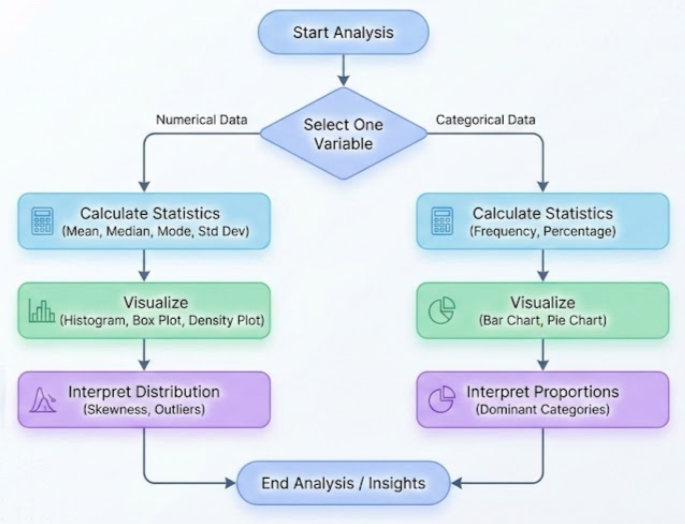 Start Analysis
Numerical Data
Select One
Variable
Categorical Data
Calculate Statistics
(Mean, Median, Mode, Std Dev)
Calculate Statistics
(Frequency, Percentage)
Visualize
(Histogram, Box Plot, Density Plot)
Visualize
(Bar Chart, Pie Chart)
Interpret Distribution
(Skewness, Outliers)
Interpret Proportions
(Dominant Categories)
End Analysis / Insights